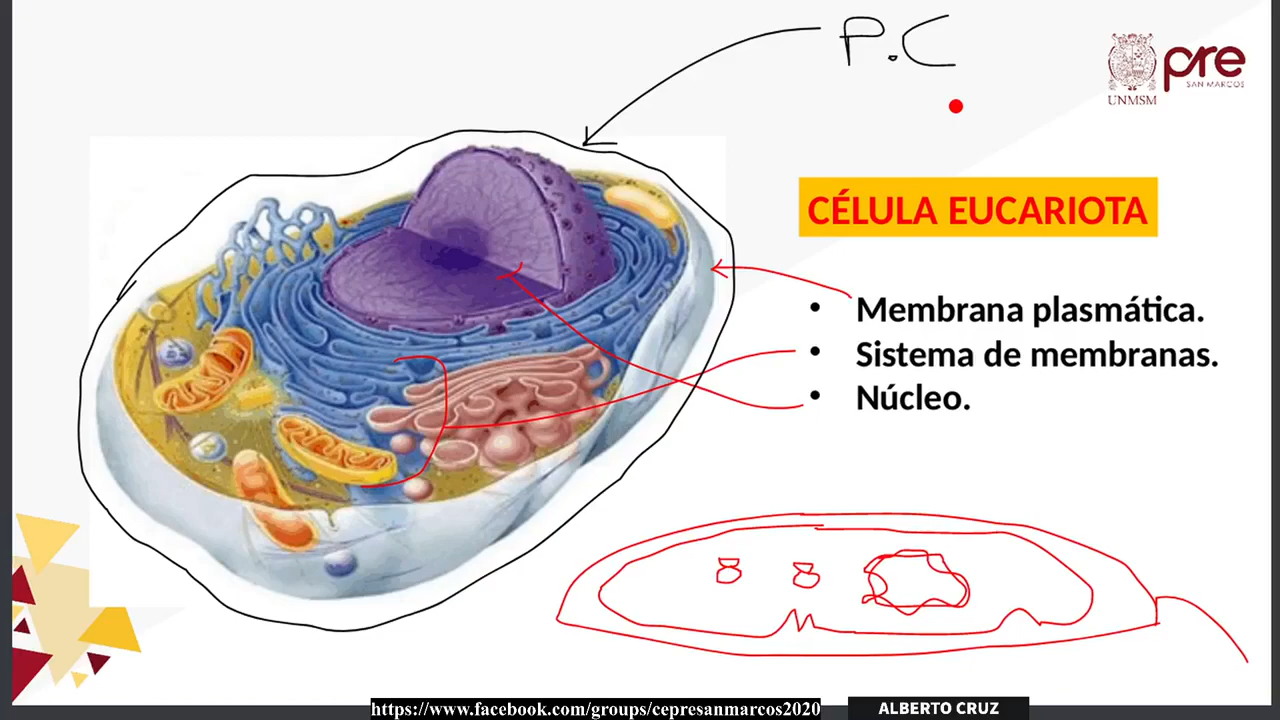 P.C
pre
SAN MARCOS
UNMSM
CÉLULA EUCARIOTA
• Membrana plasmática.
• Sistema de membranas.
• Núcleo.
https://www.facebook.com/groups/cepresanmarcos2020
ALBERTO CRUZ